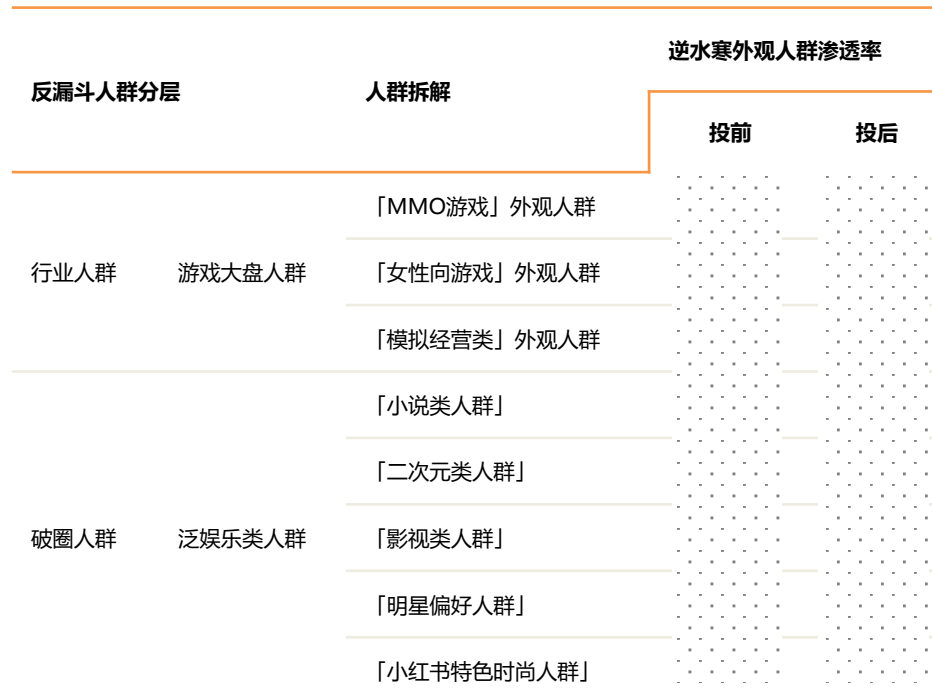 逆水寒外观人群渗透率
反漏斗人群分层 人群拆解
投前 投后
「MMO游戏」外观人群
行业人群 游戏大盘人群 「女性向游戏」外观人群
「模拟经营类」外观人群
「小说类人群」
「二次元类人群」
破圈人群 泛娱乐类人群 「影视类人群」
「明星偏好人群」
「小红书特色时尚人群」